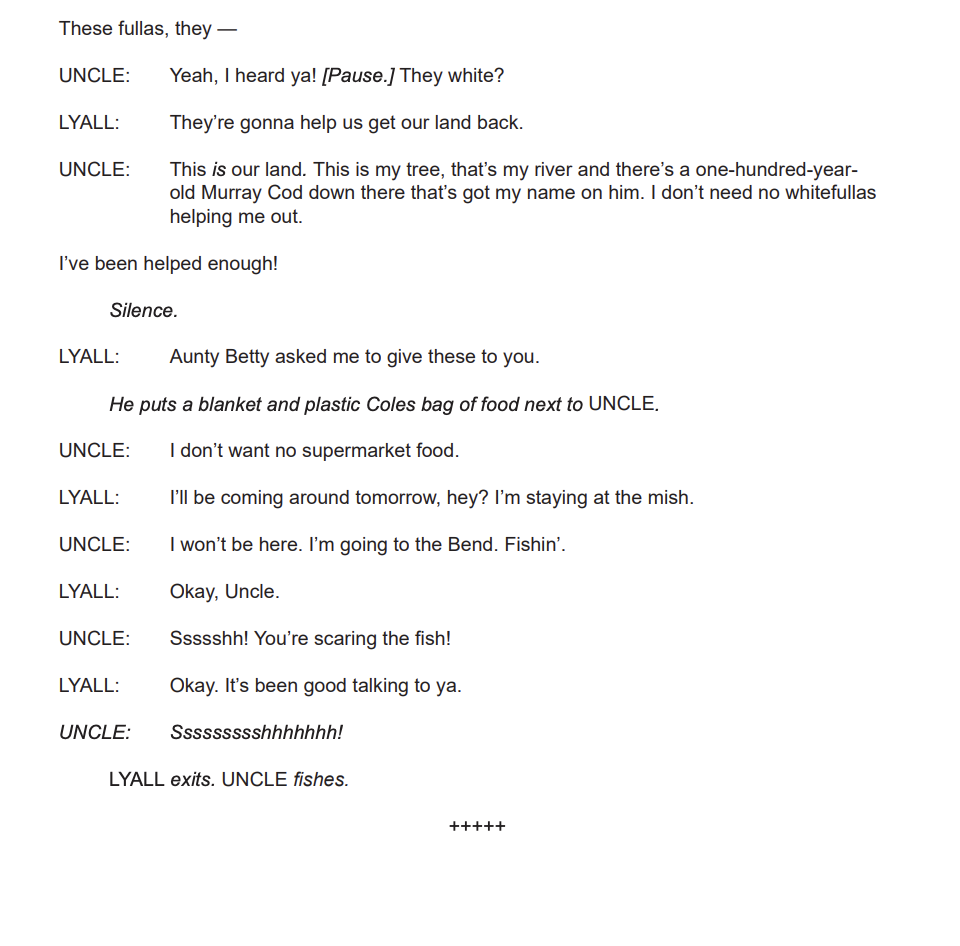 These fullas, they —
UNCLE: Yeah, I heard ya! [Pause.] They white?
LYALL: They’re gonna help us get our land back.
UNCLE: This is our land. This is my tree, that’s my river and there’s a one-hundred-year-
old Murray Cod down there that’s got my name on him. I don’t need no whitefullas
helping me out.
I’ve been helped enough!
Silence.
LYALL: Aunty Betty asked me to give these to you.
He puts a blanket and plastic Coles bag of food next to UNCLE.
UNCLE: I don’t want no supermarket food.
LYALL: I’ll be coming around tomorrow, hey? I’m staying at the mish.
UNCLE: I won’t be here. I’m going to the Bend. Fishin’.
LYALL: Okay, Uncle.
UNCLE: Ssssshh! You’re scaring the fish!
LYALL: Okay. It’s been good talking to ya.
UNCLE: Ssssssssshhhhhhh!
LYALL exits. UNCLE fishes.
+++++